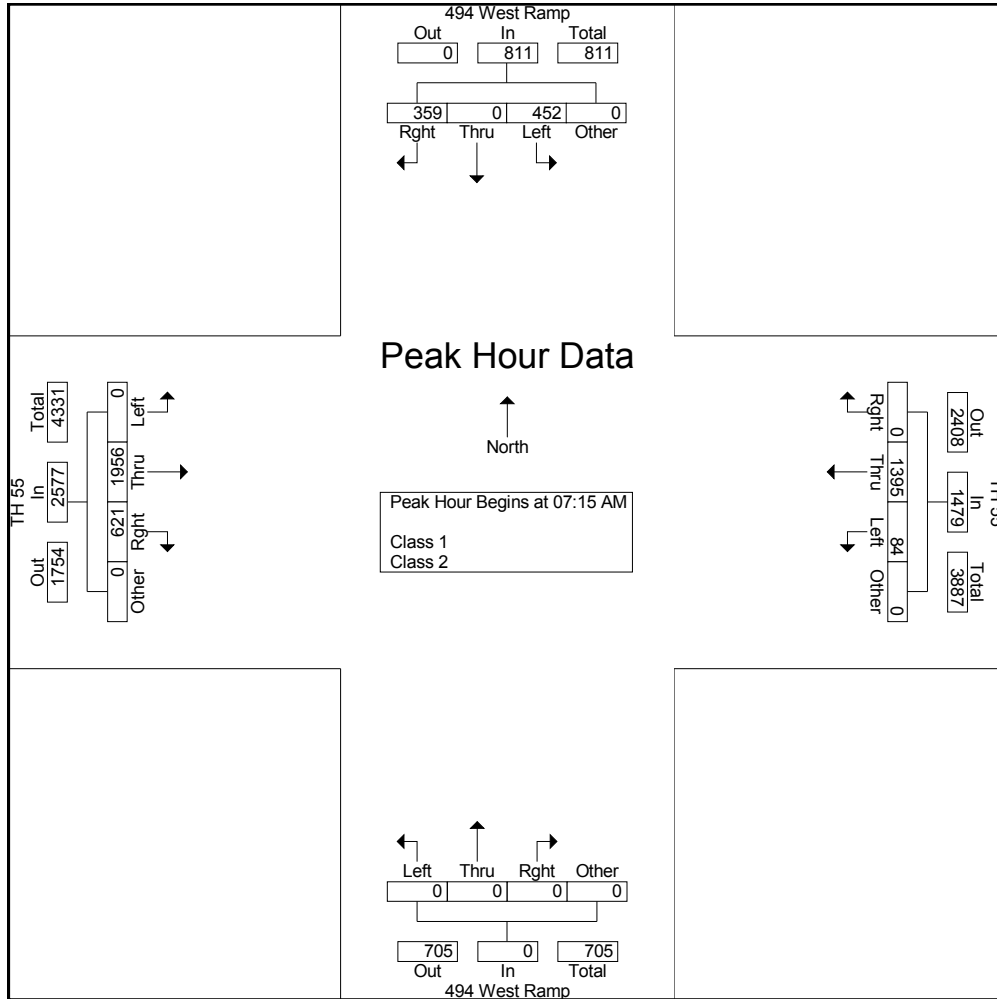 494 West Ramp
Out In Total
0 811 811
359 0 452 0
Rght Thru Left Other
Peak Hour Data
North
Peak Hour Begins at 07:15 AM
Class 1
Class 2
TH 55
Total In Out
4331 2577 1754
0 1956 621 0
Left Thru Rght Other
Out In Total
2408 1479 3887
0 1395 84 0
Rght Thru Left Other
Left Thru Rght Other
0 0 0 0
705 0 705
Out In Total
494 West Ramp